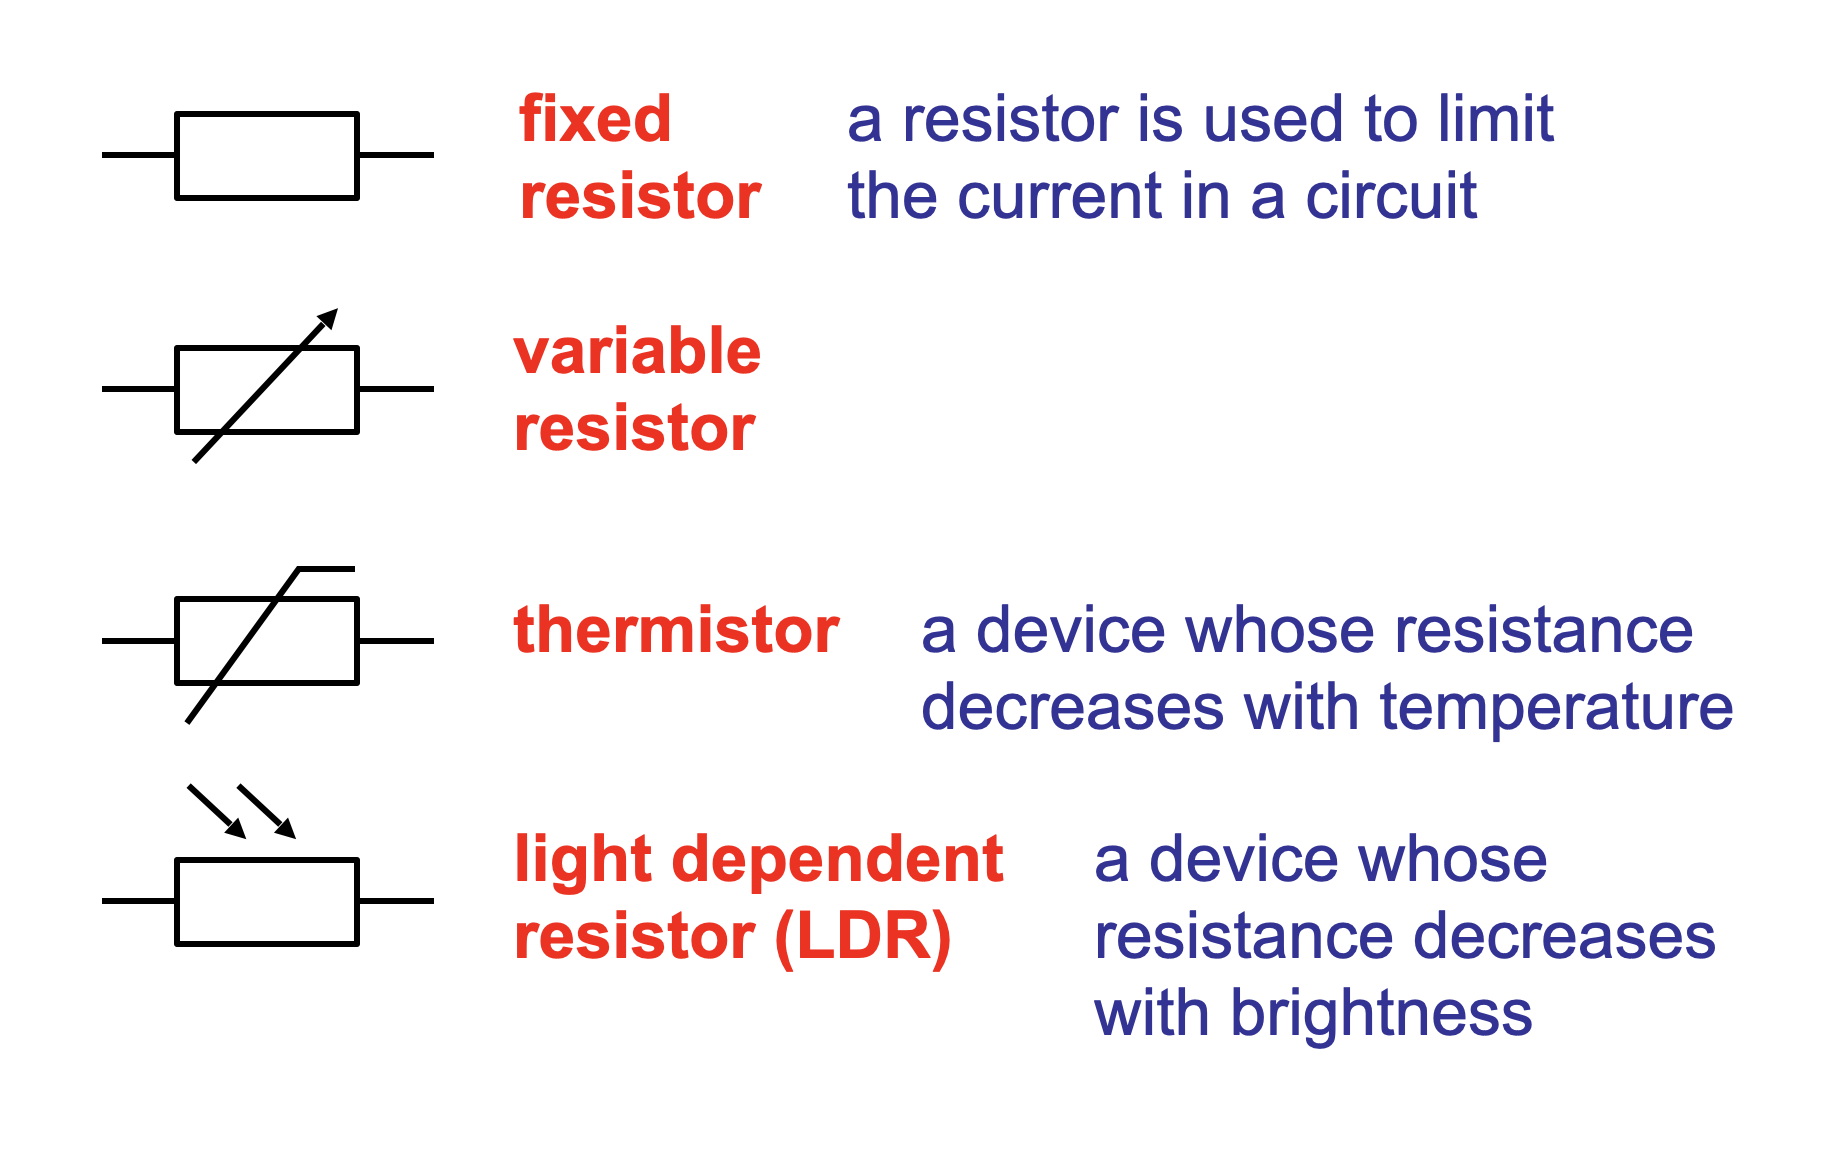 fixed
resistor
a resistor is used to limit
the current in a circuit
variable
resistor
thermistor
a device whose resistance
decreases with temperature
light dependent
resistor (LDR)
a device whose
resistance decreases
with brightness